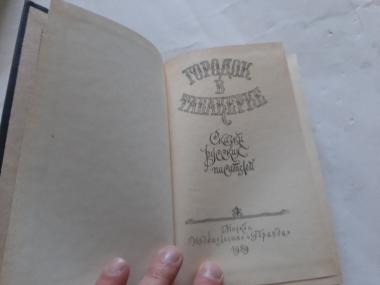 ГОРОДОК
В
ТАБАКЕРКЕ
Сказки
русских
писателей
Москва
Издательство «Правда»
1989